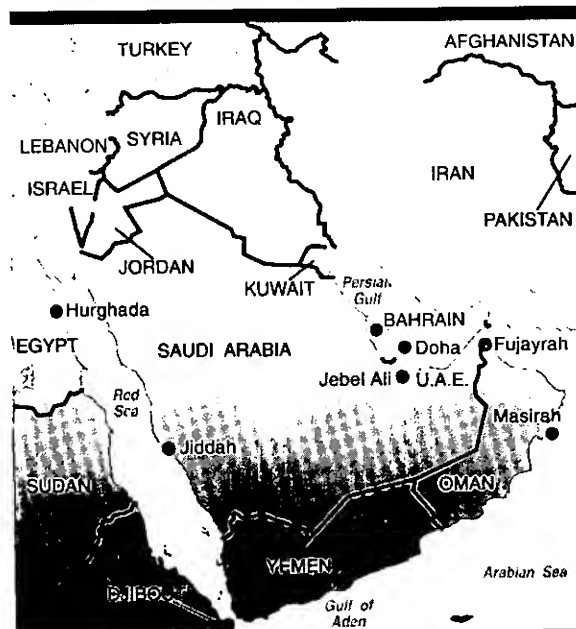 TURKEY
AFGHANISTAN
SYRIA
IRAQ
LEBANON
ISRAEL
IRAN
JORDAN
PAKISTAN
KUWAIT
Persian
Gulf
Hurghada
BAHRAIN
EGYPT
SAUDI ARABIA
Doha
Fujayrah
Jebel Ali
U.A.E.
Red
Sea
Masirah
Jiddah
SUDAN
OMAN
YEMEN
Arabian Sea
DJIBOUTI
Gulf of
Aden